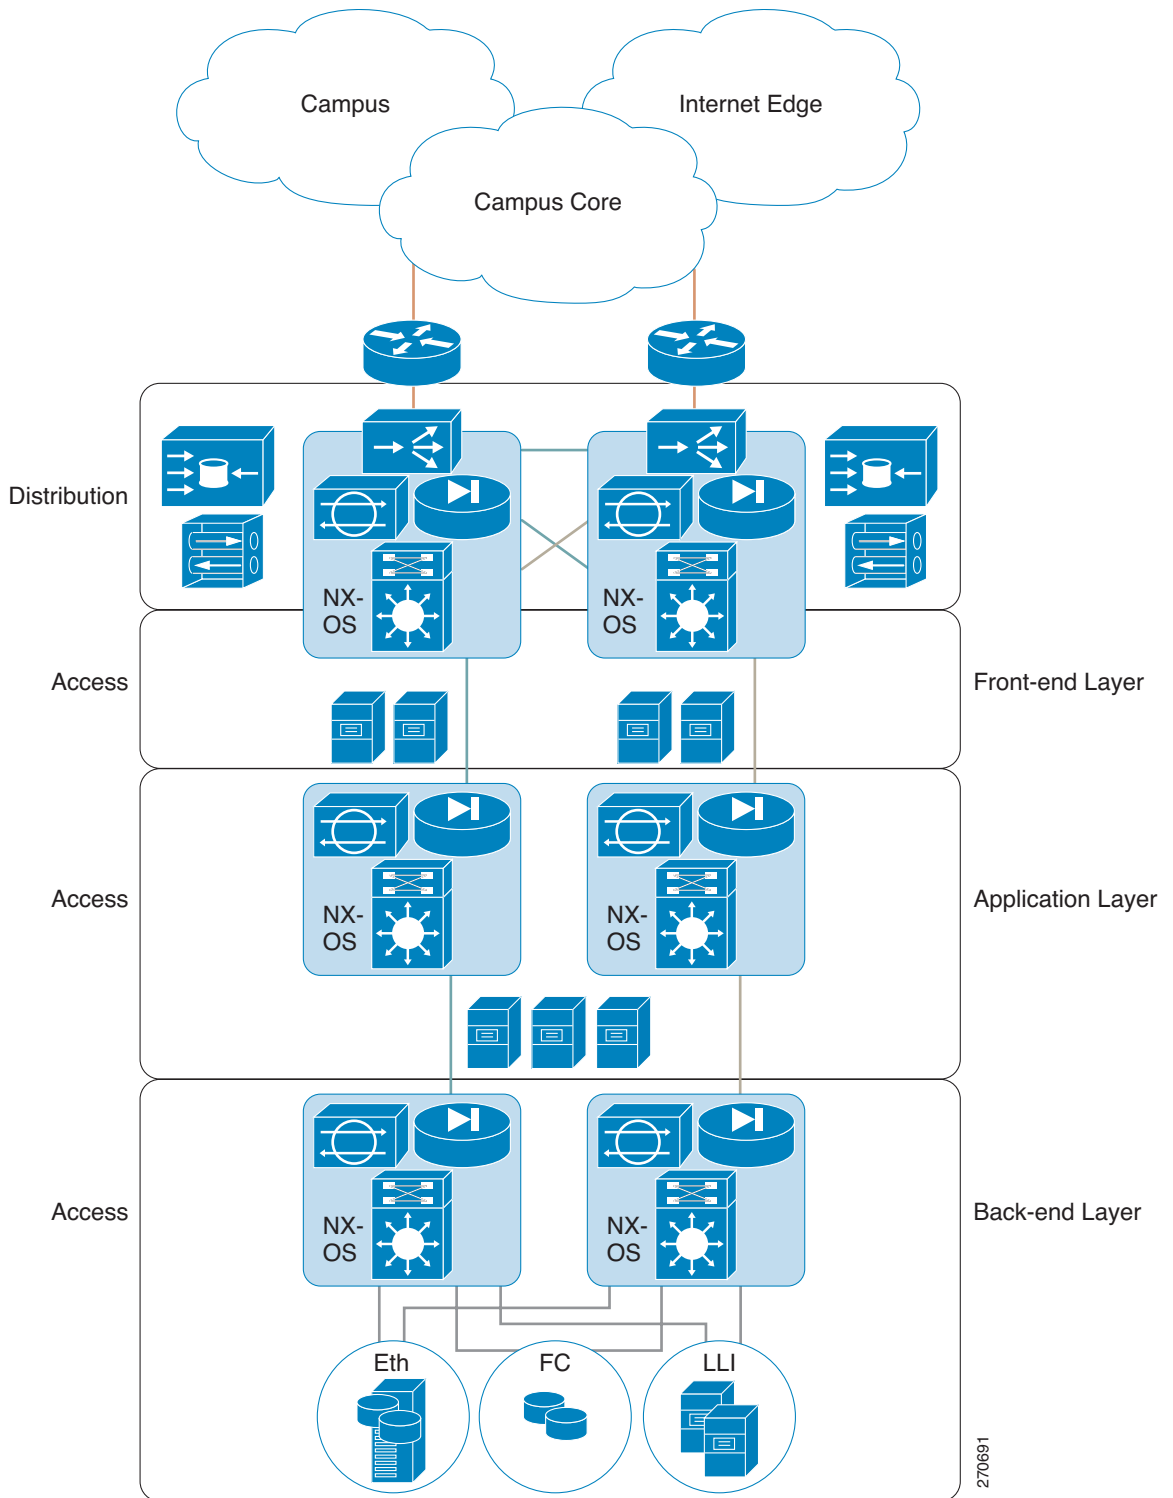 Campus
Internet Edge
Campus Core
Distribution
NX-
OS
NX-
OS
Access
Front-end Layer
NX-
OS
NX-
OS
Access
Application Layer
NX-
OS
NX-
OS
Access
Back-end Layer
Eth
FC
LLI
270691